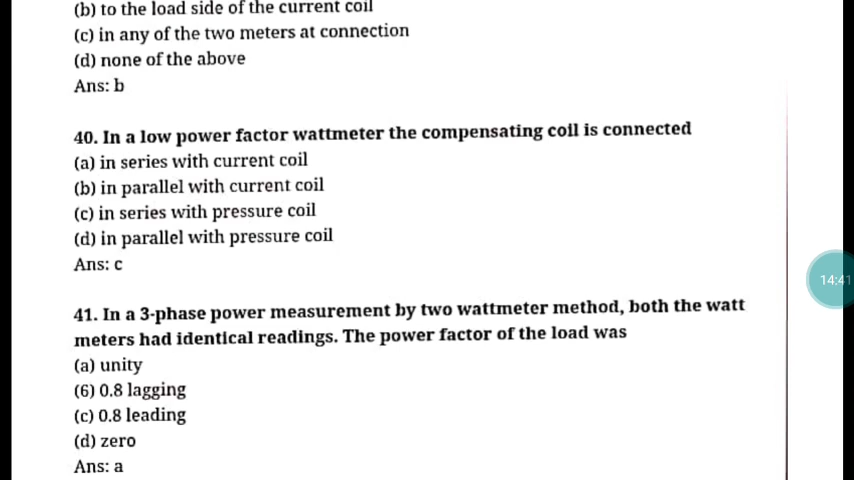 (b) to the load side of the current coil
(c) in any of the two meters at connection
(d) none of the above
Ans: b
40. In a low power factor wattmeter the compensating coil is connected
(a) in series with current coil
(b) in parallel with current coil
(c) in series with pressure coil
(d) in parallel with pressure coil
Ans: c
41. In a 3-phase power measurement by two wattmeter method, both the watt
meters had identical readings. The power factor of the load was
(a) unity
(6) 0.8 lagging
(c) 0.8 leading
(d) zero
Ans: a
14:41